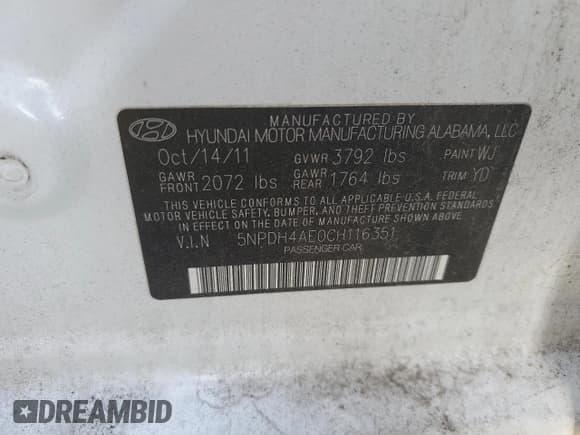 MANUFACTURED BY
HYUNDAI MOTOR MANUFACTURING ALABAMA, LLC
Oct/14/11 GVWR 3792 lbs PAINT WJ
GAWR FRONT 2072 lbs GAWR REAR 1764 lbs TRIM YD
THIS VEHICLE CONFORMS TO ALL APPLICABLE U.S.A. FEDERAL
MOTOR VEHICLE SAFETY, BUMPER, AND THEFT PREVENTION STANDARDS
IN EFFECT ON THE DATE OF MANUFACTURE SHOWN ABOVE.
V.I.N 5NPDH4AE0CH116351
PASSENGER CAR
DREAMBID